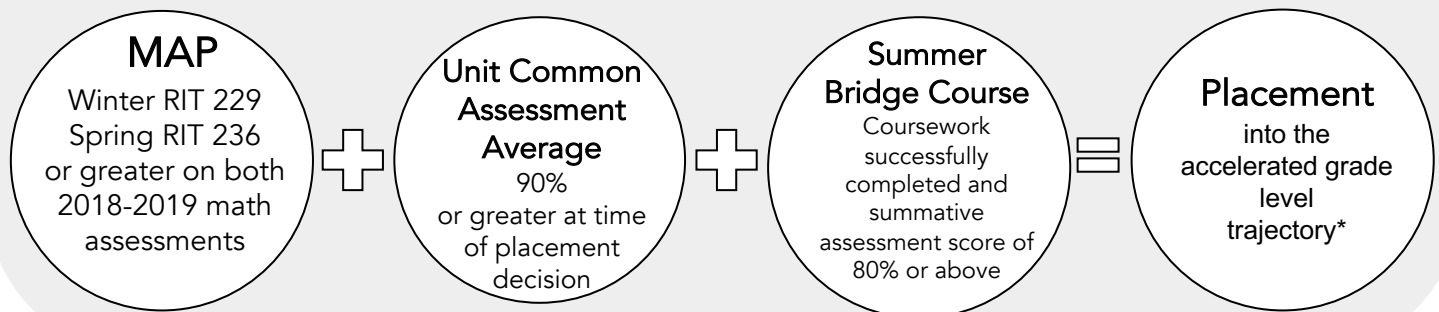 MAP
Winter RIT 229
Spring RIT 236
or greater on both
2018-2019 math
assessments
Unit Common
Assessment
Average
90%
or greater at time
of placement
decision
Summer
Bridge Course
Coursework
successfully
completed and
summative
assessment score of
80% or above
Placement
into the
accelerated grade
level
trajectory*